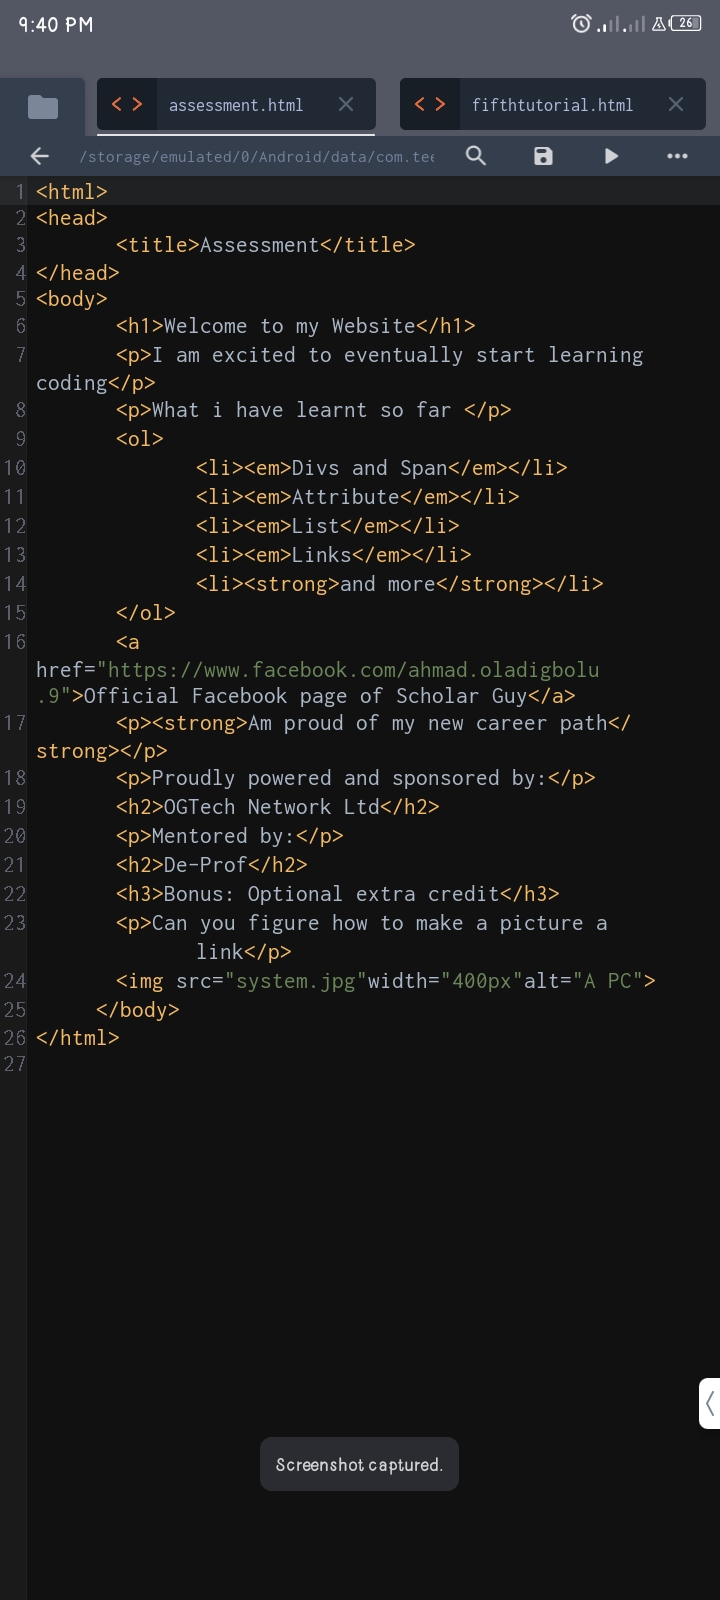 9:40 PM
26
< > assessment.html × < > fifthtutorial.html ×
/storage/emulated/0/Android/data/com.tee
1 <html>
2 <head>
3 <title>Assessment</title>
4 </head>
5 <body>
6 <h1>Welcome to my Website</h1>
7 <p>I am excited to eventually start learning
coding</p>
8 <p>What i have learnt so far </p>
9 <ol>
10 <li><em>Divs and Span</em></li>
11 <li><em>Attribute</em></li>
12 <li><em>List</em></li>
13 <li><em>Links</em></li>
14 <li><strong>and more</strong></li>
15 </ol>
16 <a
href="https://www.facebook.com/ahmad.oladigbolu
.9">Official Facebook page of Scholar Guy</a>
17 <p><strong>Am proud of my new career path</
strong></p>
18 <p>Proudly powered and sponsored by:</p>
19 <h2>OGTech Network Ltd</h2>
20 <p>Mentored by:</p>
21 <h2>De-Prof</h2>
22 <h3>Bonus: Optional extra credit</h3>
23 <p>Can you figure how to make a picture a
link</p>
24 <img src="system.jpg"width="400px"alt="A PC">
25 </body>
26 </html>
27
Screenshot captured.